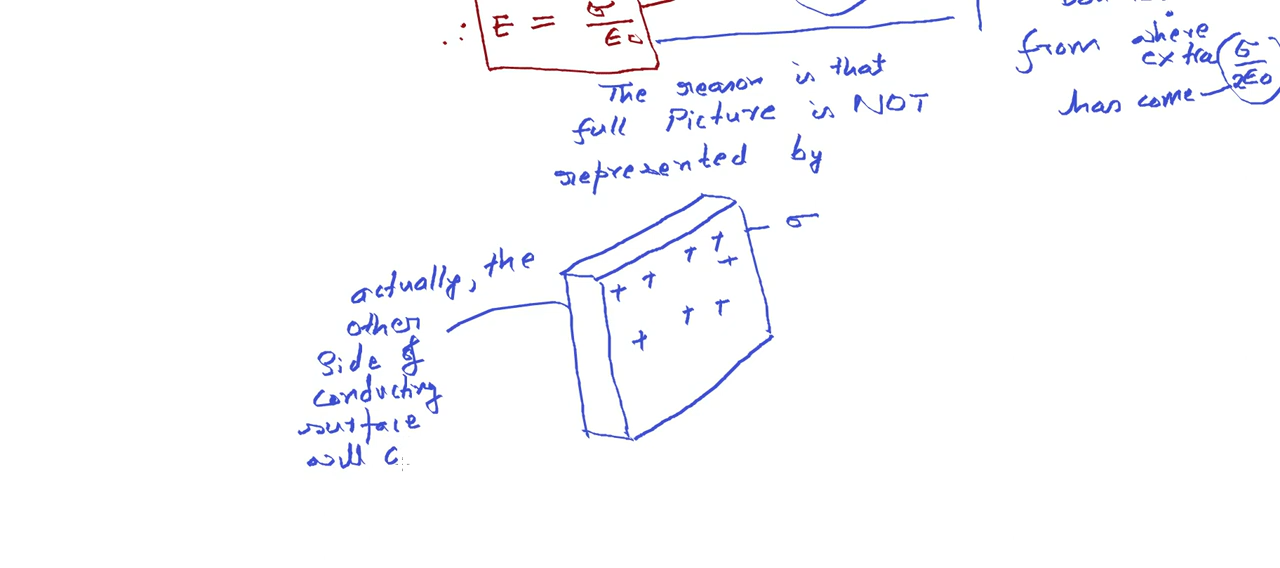 ∴ E = σ/ε0
from where
extra σ/2ε0
has come
The reason is that
full Picture is NOT
represented by
σ
+ + + + + + + +
actually, the
other
side of
conducting
surface
will c